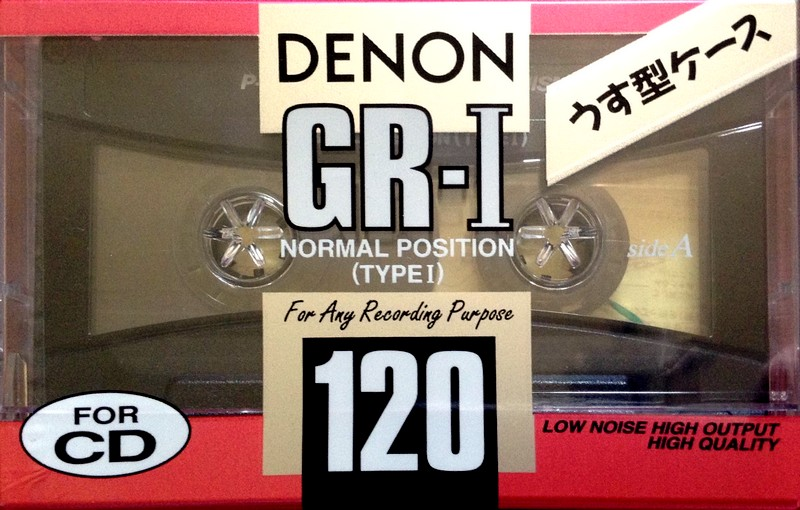 DENON
うす型ケース
GR-I
NORMAL POSITION
(TYPE I)
side A
For Any Recording Purpose
120
FOR
CD
LOW NOISE HIGH OUTPUT
HIGH QUALITY